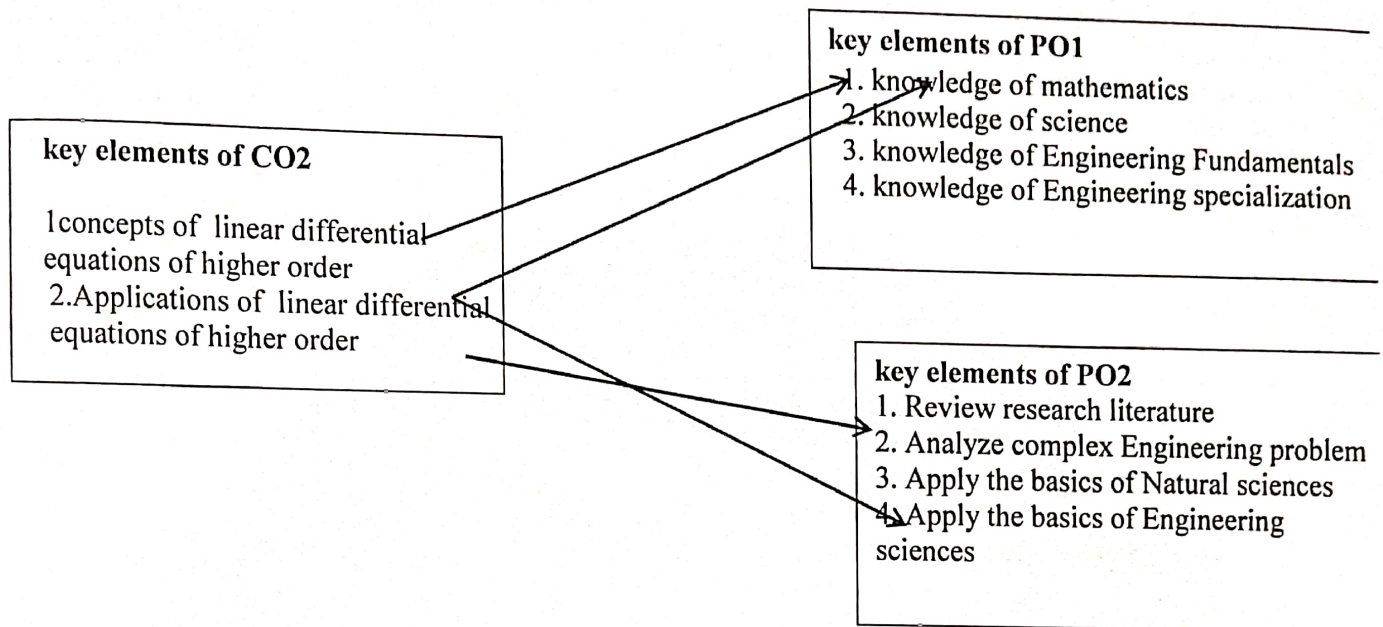 key elements of CO2
1concepts of linear differential
equations of higher order
2.Applications of linear differential
equations of higher order
key elements of PO1
1. knowledge of mathematics
2. knowledge of science
3. knowledge of Engineering Fundamentals
4. knowledge of Engineering specialization
key elements of PO2
1. Review research literature
2. Analyze complex Engineering problem
3. Apply the basics of Natural sciences
4. Apply the basics of Engineering
sciences